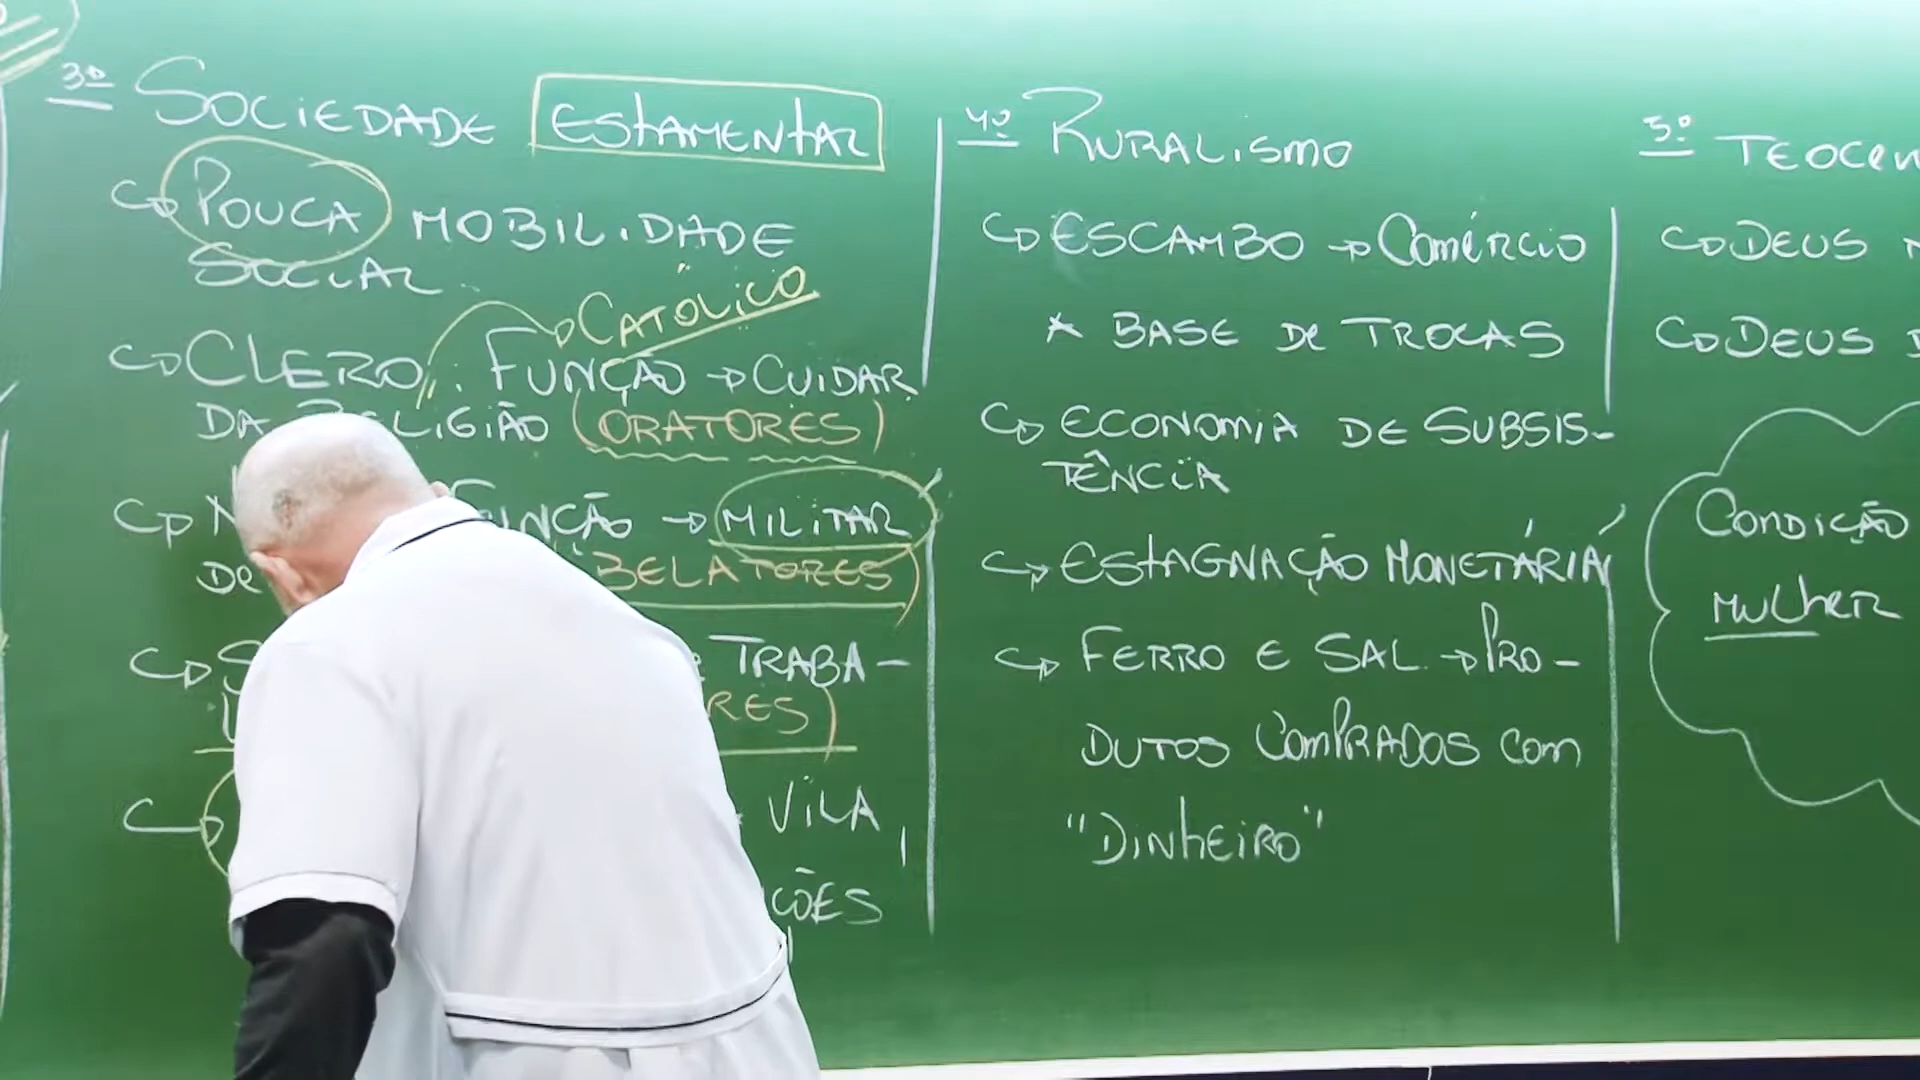 3º SOCIEDADE ESTAMENTAL
POUCA MOBILIDADE
SOCIAL
CATÓLICO
CLERO: FUNÇÃO → CUIDAR
DA RELIGIÃO (ORATORES)
FUNÇÃO → MILITAR
DE BELATORES)
TRABA-
RES)
VILA,
ÇÕES
4º RURALISMO
ESCAMBO → COMÉRCIO
A BASE DE TROCAS
ECONOMIA DE SUBSIS-
TÊNCIA
ESTAGNAÇÃO MONETÁRIA
FERRO E SAL → PRO-
DUTOS COMPRADOS COM
"DINHEIRO"
5º TEOCEN
DEUS
DEUS
CONDIÇÃO
MULHER